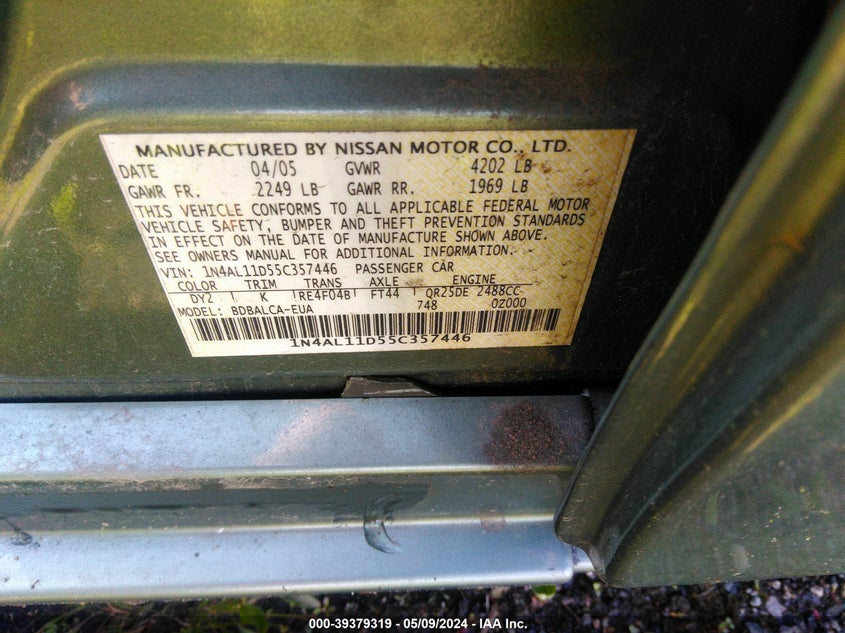 MANUFACTURED BY NISSAN MOTOR CO., LTD.
DATE 04/05 GVWR 4202 LB
GAWR FR. 2249 LB GAWR RR. 1969 LB
THIS VEHICLE CONFORMS TO ALL APPLICABLE FEDERAL MOTOR
VEHICLE SAFETY, BUMPER AND THEFT PREVENTION STANDARDS
IN EFFECT ON THE DATE OF MANUFACTURE SHOWN ABOVE.
SEE OWNERS MANUAL FOR ADDITIONAL INFORMATION.
VIN: 1N4AL11D55C357446 PASSENGER CAR
COLOR TRIM TRANS AXLE ENGINE
DY2 K RE4F04B FT44 QR25DE 2488CC
MODEL: BDBALCA-EUA 748 0Z000
1N4AL11D55C357446
000-39379319 - 05/09/2024 - IAA Inc.